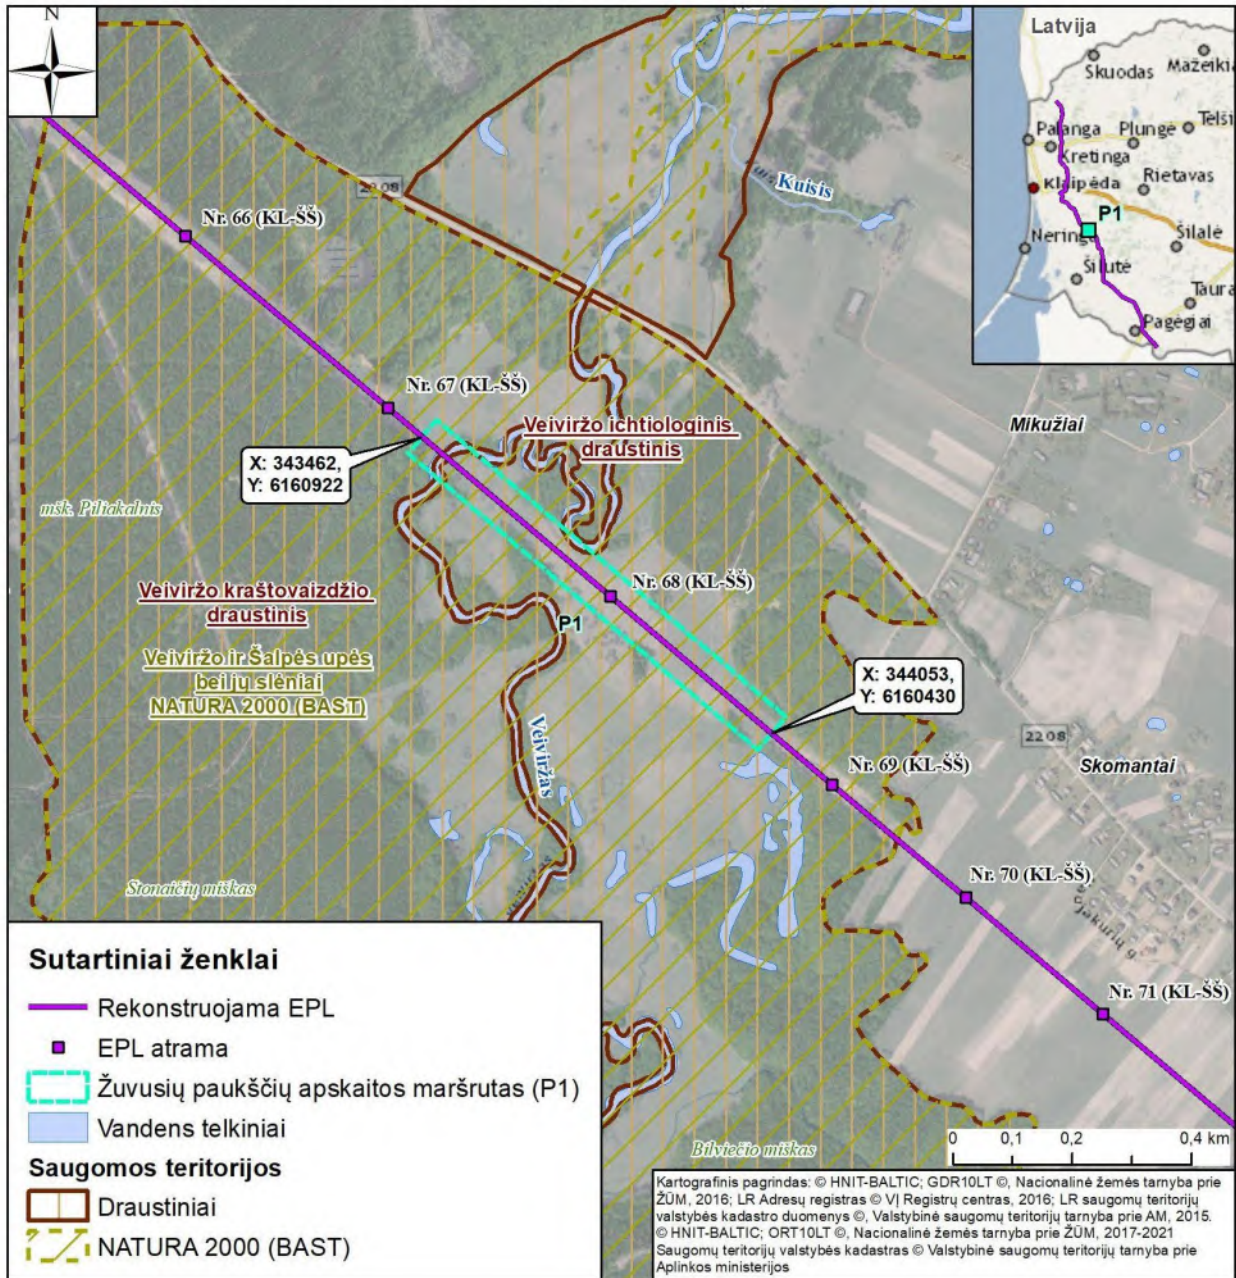 N
Latvija
Skuodas
Mažeikia
Palanga
Plungė
Telši
Kretinga
Rietavas
Klaipėda
P1
Neringa
Šilalė
Šilutė
Taura
Pagėgiai
2208
Kuisis
Nr. 66 (KL-ŠŠ)
Nr. 67 (KL-ŠŠ)
Veiviržo ichtiologinis
draustinis
Mikužiai
X: 343462,
Y: 6160922
mšk. Piliakalnis
Nr. 68 (KL-ŠŠ)
Veiviržo kraštovaizdžio
draustinis
P1
Veiviržo ir Šalpės upės
bei jų slėniai
NATURA 2000 (BAST)
X: 344053,
Y: 6160430
Veiviržas
2208
Skomantai
Nr. 69 (KL-ŠŠ)
Nr. 70 (KL-ŠŠ)
Stonaičių miškas
Nr. 71 (KL-ŠŠ)
Sutartiniai ženklai
Rekonstruojama EPL
EPL atrama
Žuvusių paukščių apskaitos maršrutas (P1)
Vandens telkiniai
Saugomos teritorijos
Draustiniai
NATURA 2000 (BAST)
Bilviečio miškas
0 0,1 0,2 0,4 km
Kartografinis pagrindas: © HNIT-BALTIC; GDR10LT ©, Nacionalinė žemės tarnyba prie
ŽŪM, 2016; LR Adresų registras © VĮ Registrų centras, 2016; LR saugomų teritorijų
valstybės kadastro duomenys ©, Valstybinė saugomų teritorijų tarnyba prie AM, 2015.
© HNIT-BALTIC; ORT10LT ©, Nacionalinė žemės tarnyba prie ŽŪM, 2017-2021
Saugomų teritorijų valstybės kadastras © Valstybinė saugomų teritorijų tarnyba prie
Aplinkos ministerijos